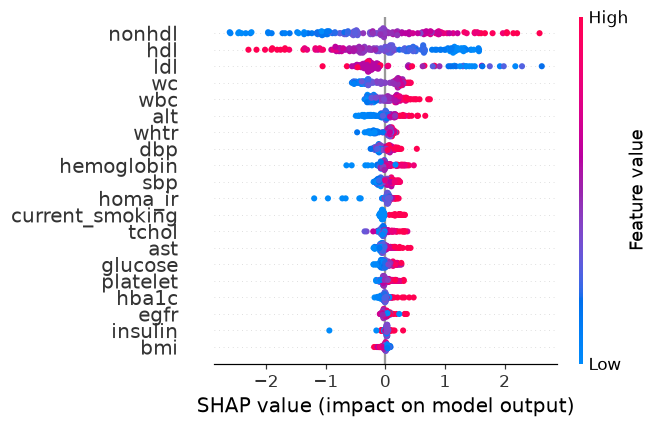 High
nonhdl
hdl
ldl
wc
wbc
alt
whtr
dbp
hemoglobin
sbp
homa_ir
current_smoking
tchol
ast
glucose
platelet
hba1c
egfr
insulin
bmi
Feature value
Low
−2 −1 0 1 2
SHAP value (impact on model output)